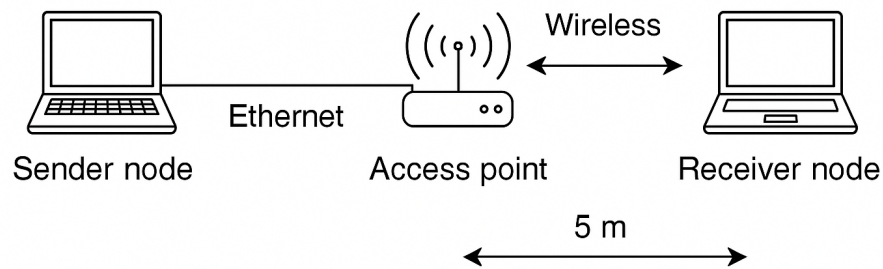 Wireless
Ethernet
Sender node
Access point
Receiver node
5 m